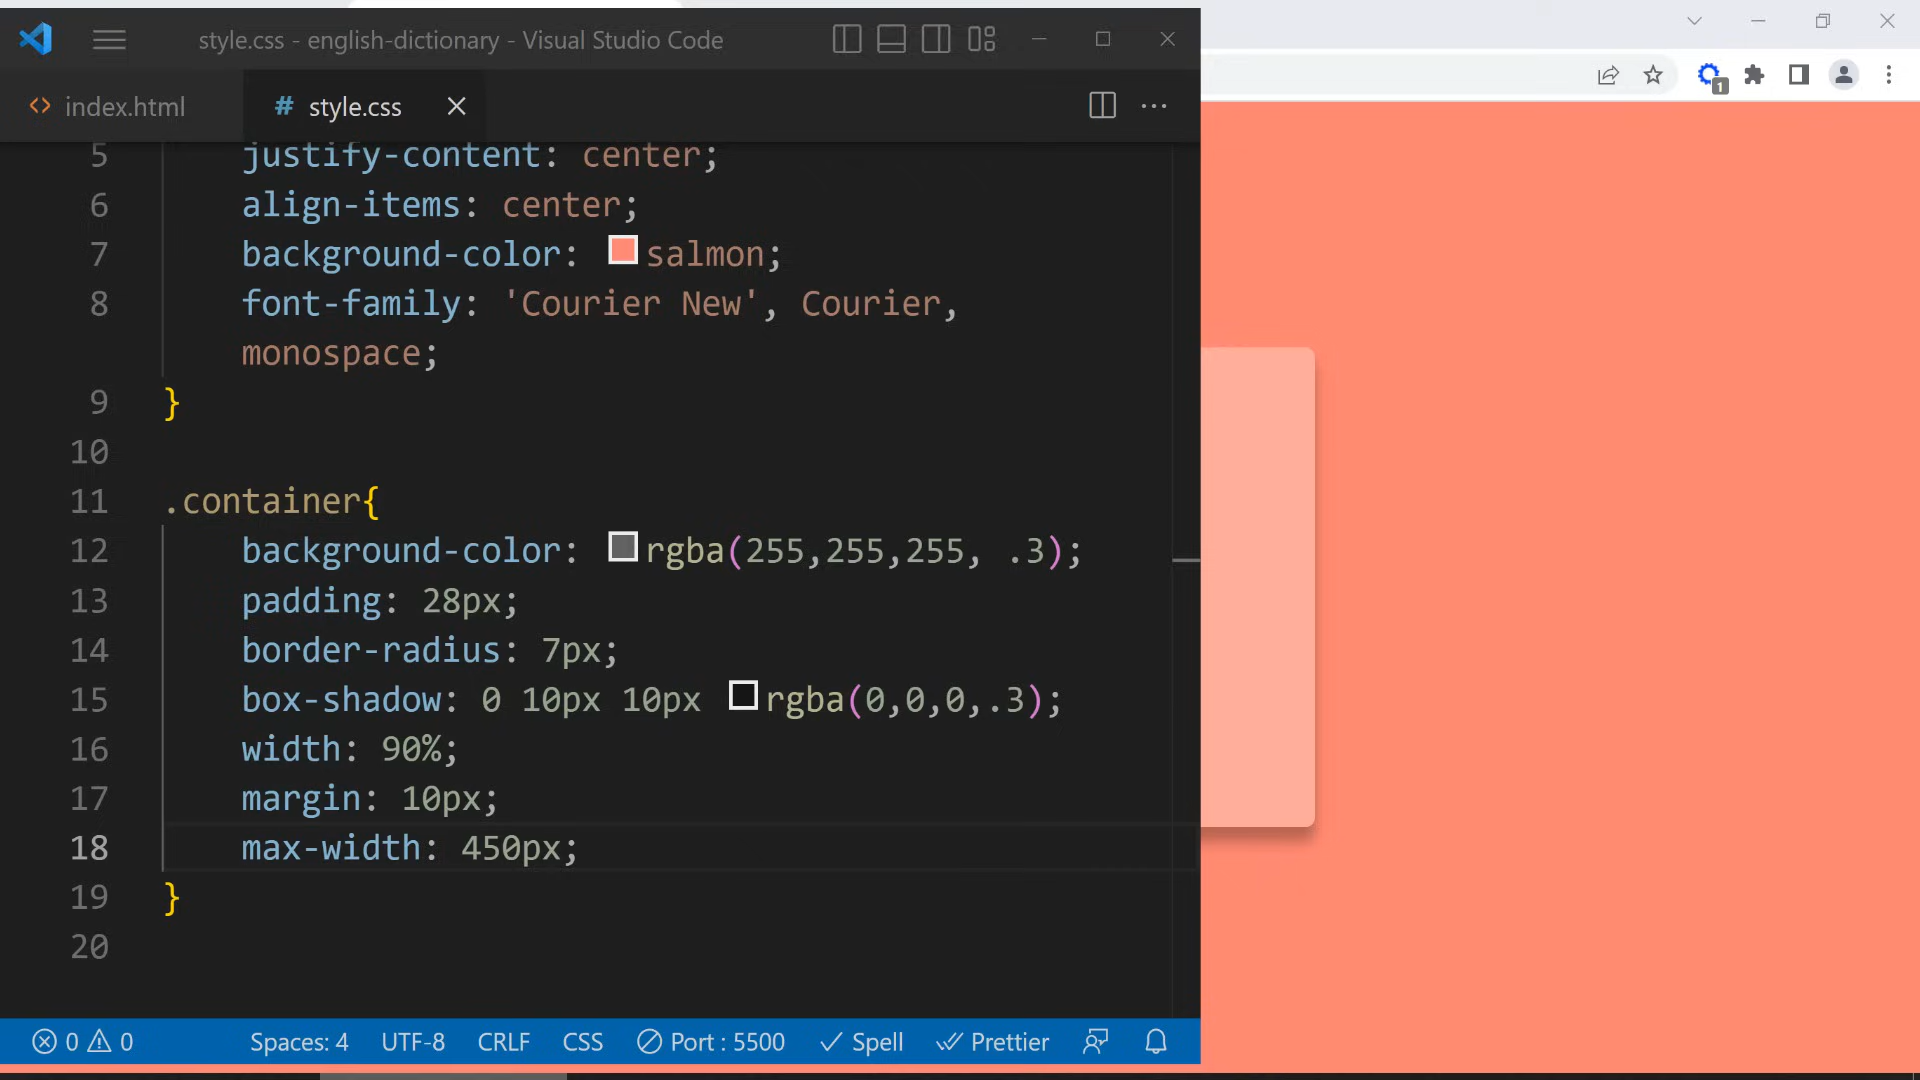 style.css - english-dictionary - Visual Studio Code
1
index.html
# style.css
5 justify-content: center;
6 align-items: center;
7 background-color: salmon;
8 font-family: 'Courier New', Courier,
monospace;
9 }
10
11 .container{
12 background-color: rgba(255,255,255, .3);
13 padding: 28px;
14 border-radius: 7px;
15 box-shadow: 0 10px 10px rgba(0,0,0,.3);
16 width: 90%;
17 margin: 10px;
18 max-width: 450px;
19 }
20
0 0 Spaces: 4 UTF-8 CRLF CSS Port : 5500 Spell Prettier